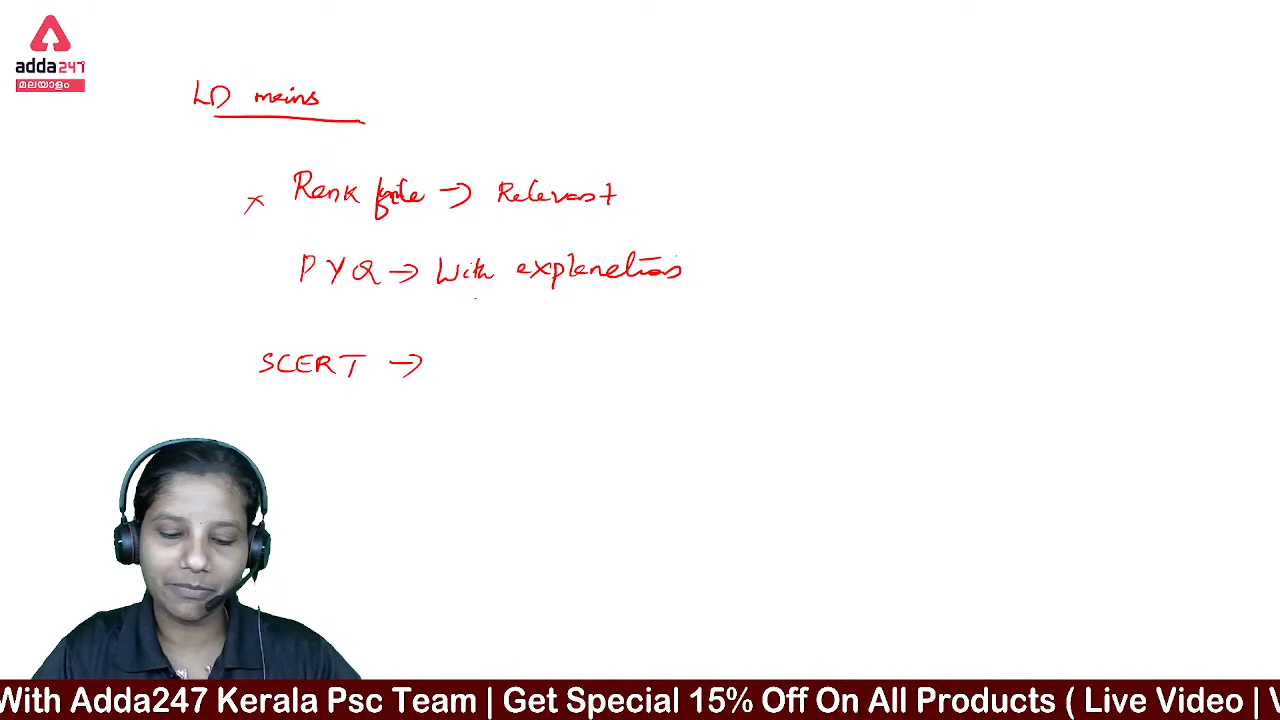 adda247
മലയാളം
LD mains
x Rank file → Relevant
PYQ → With explanations
SCERT →
With Adda247 Kerala Psc Team | Get Special 15% Off On All Products ( Live Video | V